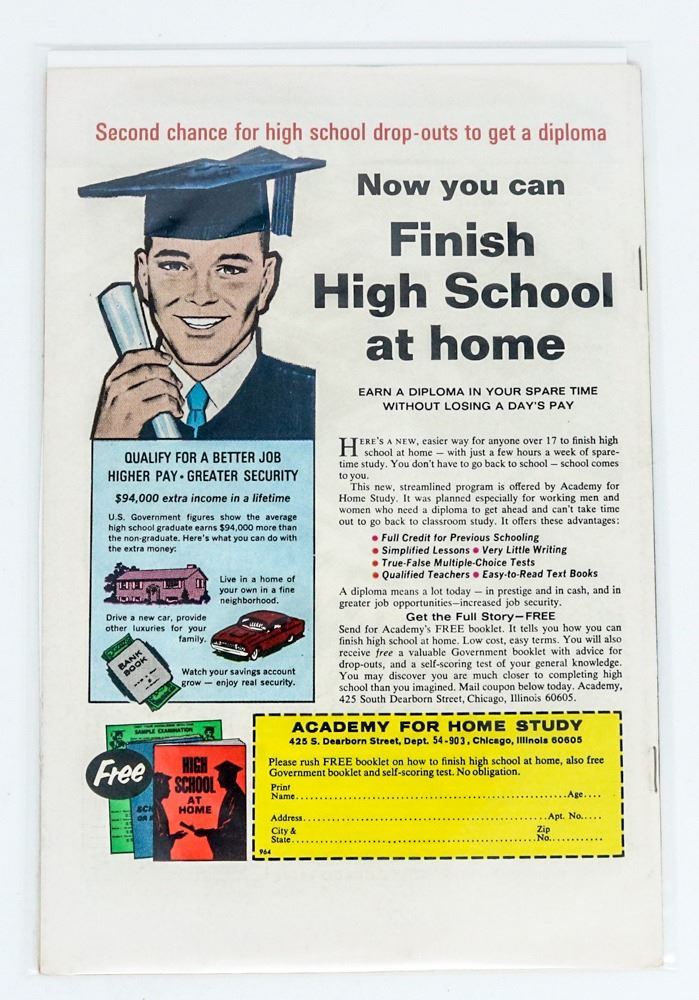 Second chance for high school drop-outs to get a diploma
Now you can
Finish
High School
at home
EARN A DIPLOMA IN YOUR SPARE TIME
WITHOUT LOSING A DAY'S PAY
HERE'S A NEW, easier way for anyone over 17 to finish high
school at home — with just a few hours a week of spare-
time study. You don't have to go back to school — school comes
to you.
This new, streamlined program is offered by Academy for
Home Study. It was planned especially for working men and
women who need a diploma to get ahead and can't take time
out to go back to classroom study. It offers these advantages:
• Full Credit for Previous Schooling
• Simplified Lessons • Very Little Writing
• True-False Multiple-Choice Tests
• Qualified Teachers • Easy-to-Read Text Books
A diploma means a lot today — in prestige and in cash, and in
greater job opportunities—increased job security.
Get the Full Story—FREE
Send for Academy's FREE booklet. It tells you how you can
finish high school at home. Low cost, easy terms. You will also
receive free a valuable Government booklet with advice for
drop-outs, and a self-scoring test of your general knowledge.
You may discover you are much closer to completing high
school than you imagined. Mail coupon below today. Academy,
425 South Dearborn Street, Chicago, Illinois 60605.
QUALIFY FOR A BETTER JOB
HIGHER PAY • GREATER SECURITY
$94,000 extra income in a lifetime
U.S. Government figures show the average
high school graduate earns $94,000 more than
the non-graduate. Here's what you can do with
the extra money:
Live in a home of
your own in a fine
neighborhood.
Drive a new car, provide
other luxuries for your
family.
BANK
BOOK
Watch your savings account
grow — enjoy real security.
Free
SAMPLE EXAMINATION
HIGH
SCHOOL
AT
HOME
ACADEMY FOR HOME STUDY
425 S. Dearborn Street, Dept. 54-903, Chicago, Illinois 60605
Please rush FREE booklet on how to finish high school at home, also free
Government booklet and self-scoring test. No obligation.
Print
Name.......................................................Age....
Address.................................................Apt. No.....
City & Zip
State......................................................No...........
964